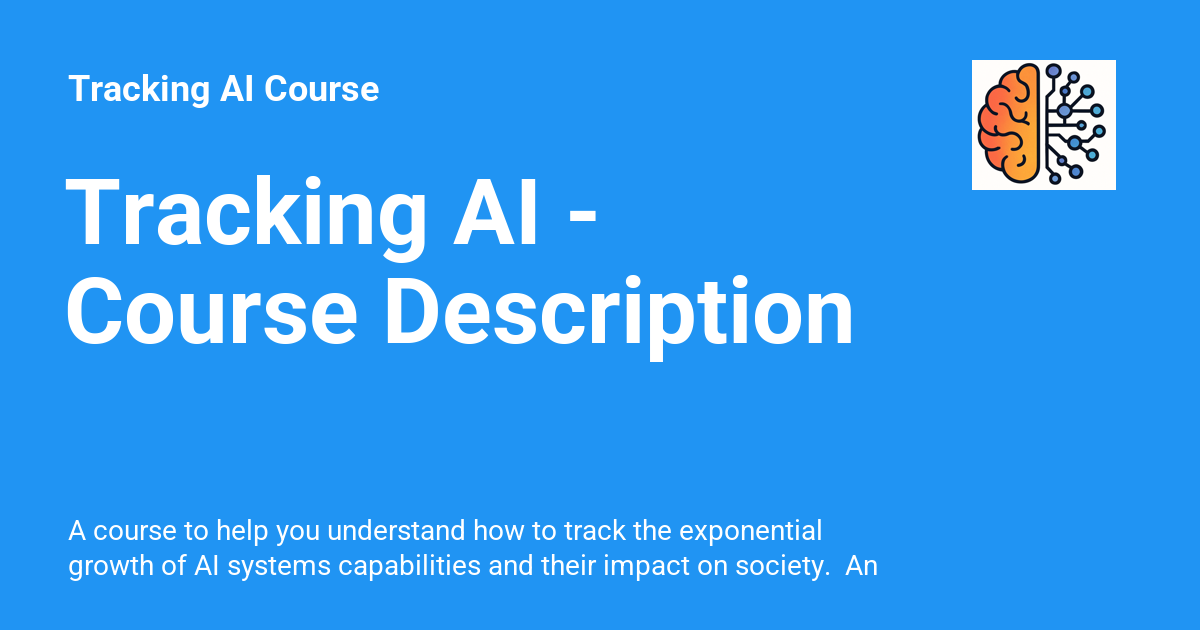 Tracking AI Course
Tracking AI -
Course Description
A course to help you understand how to track the exponential
growth of AI systems capabilities and their impact on society.  An